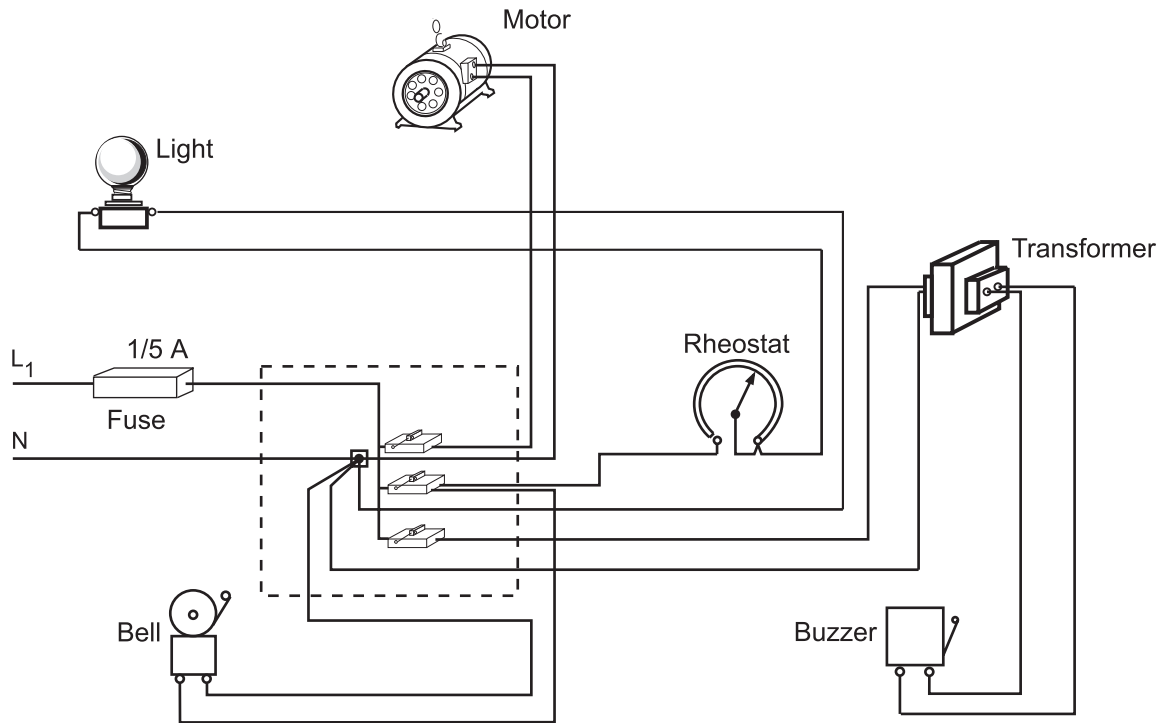 Motor
Light
Transformer
Rheostat
L1
1/5 A
Fuse
N
Bell
Buzzer